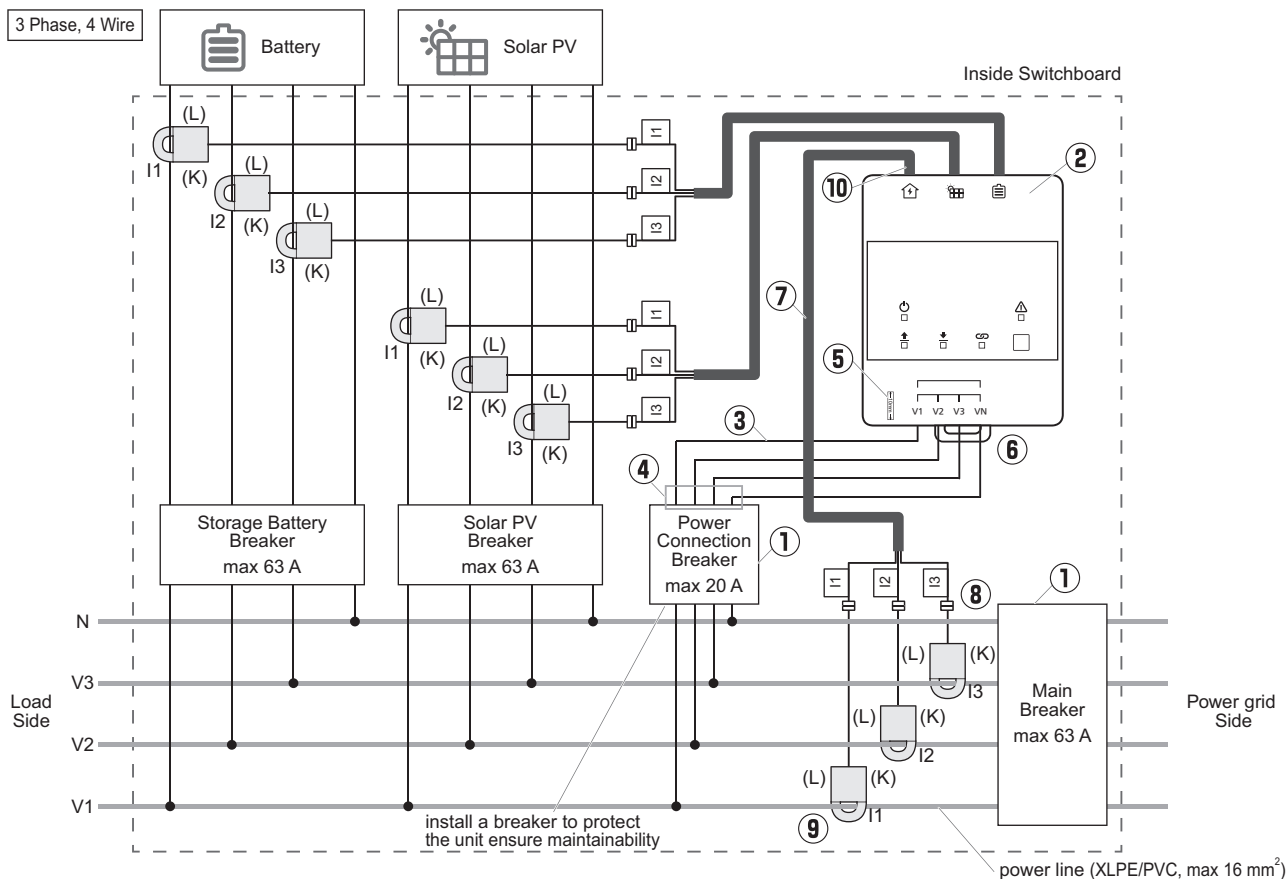 3 Phase, 4 Wire
Battery
Solar PV
Inside Switchboard
(L)
I1
(K)
(L)
I2
(K)
(L)
I3
(K)
I1
I2
I3
(L)
I1
(K)
(L)
I2
(K)
(L)
I3
(K)
I1
I2
I3
10
2
7
5
10mm
V1
V2
V3
VN
3
6
4
Storage Battery
Breaker
max 63 A
Solar PV
Breaker
max 63 A
Power
Connection
Breaker
max 20 A
1
I1
I2
I3
8
1
N
V3
V2
V1
Load
Side
(L)
(K)
I3
(L)
(K)
I2
(L)
(K)
I1
9
Main
Breaker
max 63 A
Power grid
Side
install a breaker to protect
the unit ensure maintainability
power line (XLPE/PVC, max 16 mm²)